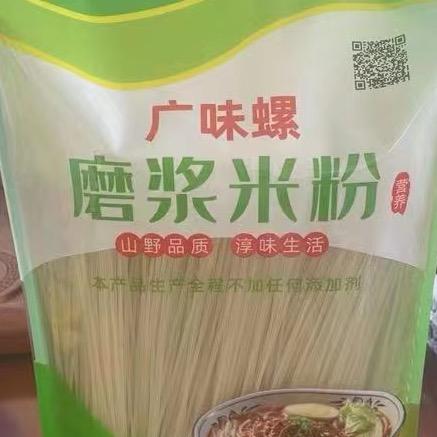 广味螺
磨浆米粉
营养
山野品质 淳味生活
本产品生产全程不加任何添加剂